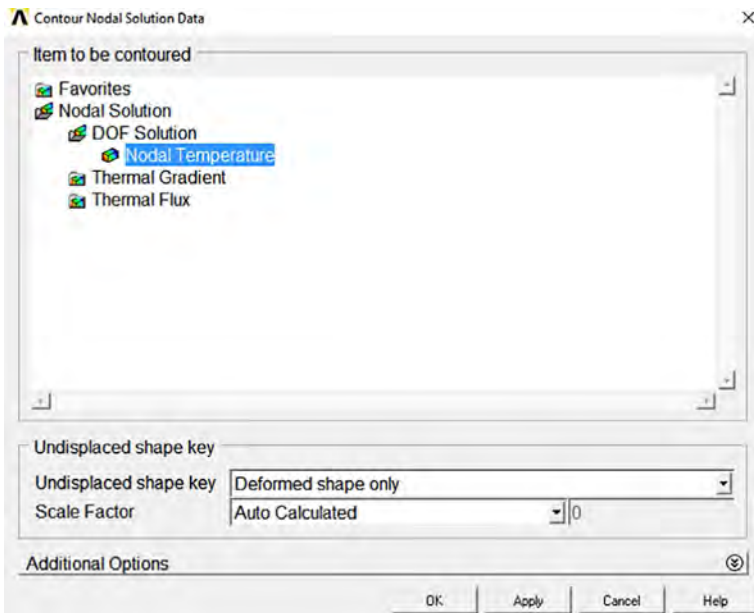 Contour Nodal Solution Data
Item to be contoured
Favorites
Nodal Solution
DOF Solution
Nodal Temperature
Thermal Gradient
Thermal Flux
Undisplaced shape key
Undisplaced shape key Deformed shape only
Scale Factor Auto Calculated 0
Additional Options
OK Apply Cancel Help